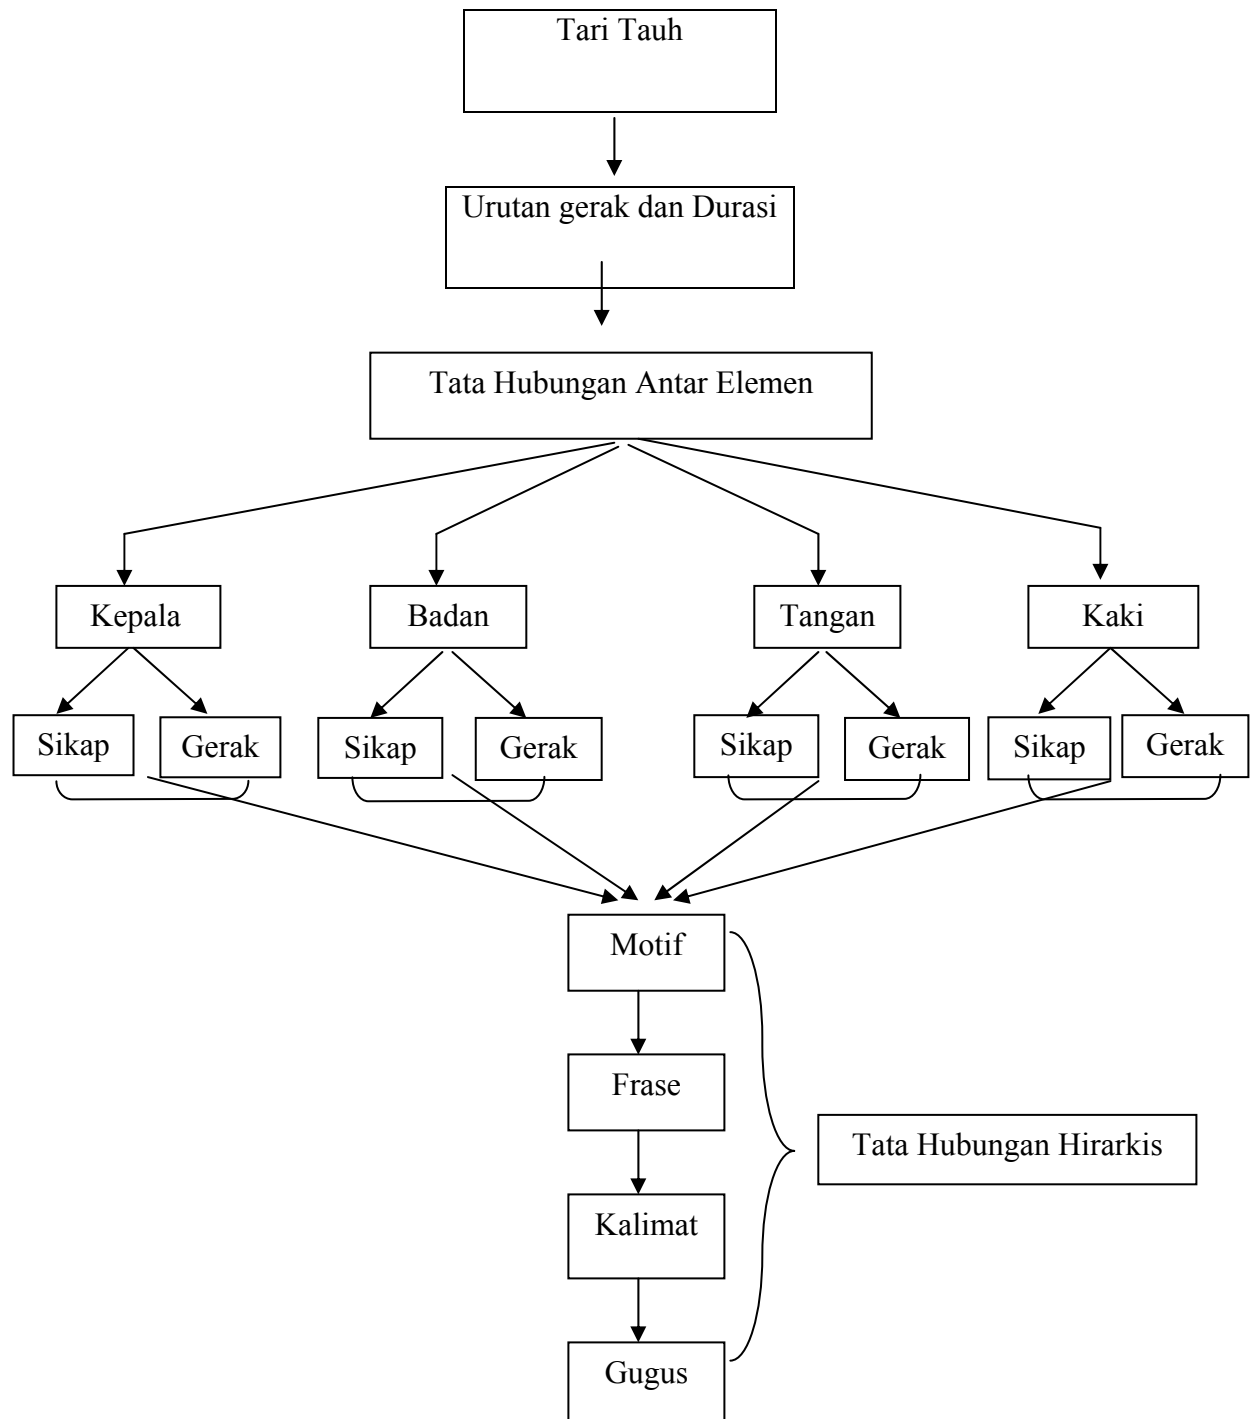 Tari Tauh
Urutan gerak dan Durasi
Tata Hubungan Antar Elemen
Kepala
Badan
Tangan
Kaki
Sikap
Gerak
Sikap
Gerak
Sikap
Gerak
Sikap
Gerak
Motif
Frase
Tata Hubungan Hirarkis
Kalimat
Gugus